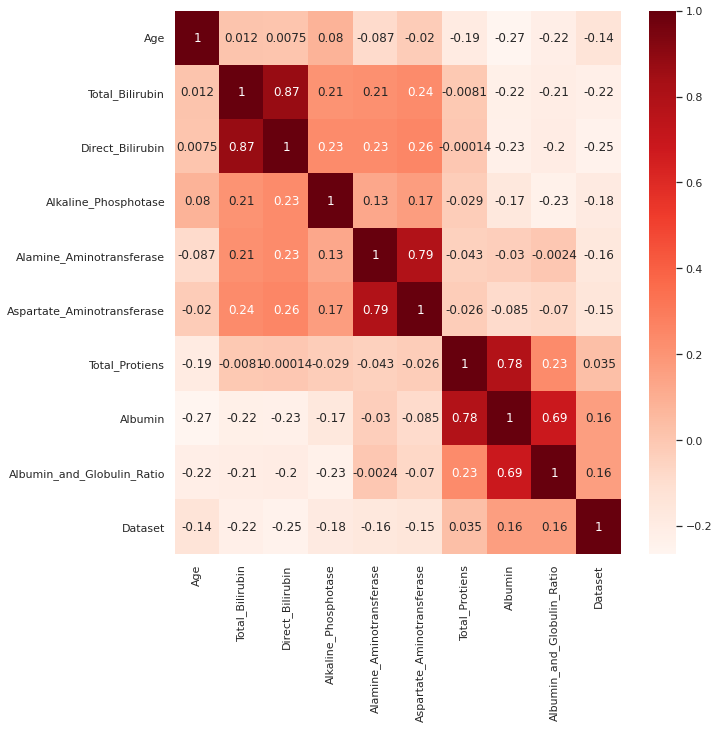 Age 1 0.012 0.0075 0.08 -0.087 -0.02 -0.19 -0.27 -0.22 -0.14
Total_Bilirubin 0.012 1 0.87 0.21 0.21 0.24 -0.0081 -0.22 -0.21 -0.22
Direct_Bilirubin 0.0075 0.87 1 0.23 0.23 0.26 -0.00014 -0.23 -0.2 -0.25
Alkaline_Phosphotase 0.08 0.21 0.23 1 0.13 0.17 -0.029 -0.17 -0.23 -0.18
Alamine_Aminotransferase -0.087 0.21 0.23 0.13 1 0.79 -0.043 -0.03 -0.0024 -0.16
Aspartate_Aminotransferase -0.02 0.24 0.26 0.17 0.79 1 -0.026 -0.085 -0.07 -0.15
Total_Protiens -0.19 -0.0081 -0.00014 -0.029 -0.043 -0.026 1 0.78 0.23 0.035
Albumin -0.27 -0.22 -0.23 -0.17 -0.03 -0.085 0.78 1 0.69 0.16
Albumin_and_Globulin_Ratio -0.22 -0.21 -0.2 -0.23 -0.0024 -0.07 0.23 0.69 1 0.16
Dataset -0.14 -0.22 -0.25 -0.18 -0.16 -0.15 0.035 0.16 0.16 1
Age
Total_Bilirubin
Direct_Bilirubin
Alkaline_Phosphotase
Alamine_Aminotransferase
Aspartate_Aminotransferase
Total_Protiens
Albumin
Albumin_and_Globulin_Ratio
Dataset
1.0
0.8
0.6
0.4
0.2
0.0
-0.2